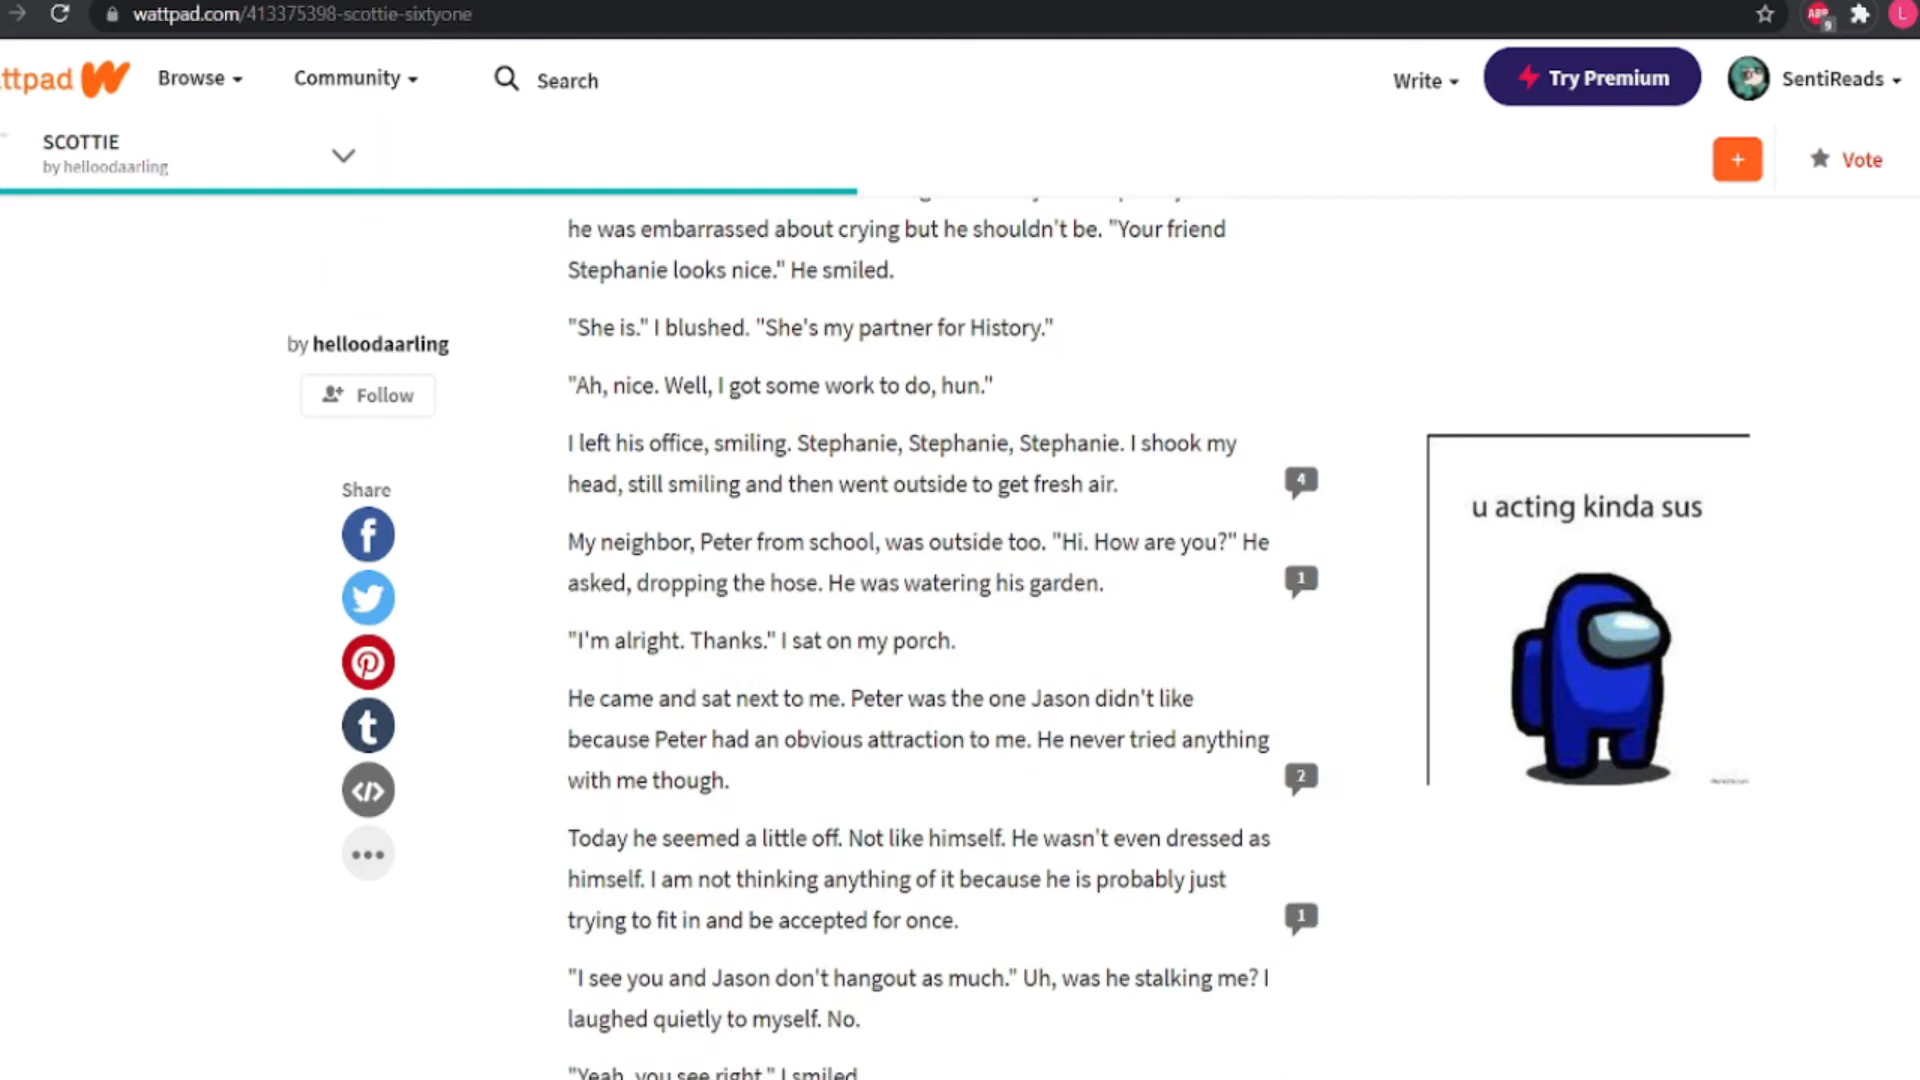 wattpad.com/413375398-scottie-sixtyone
ABP
9
L
ttpad
Browse
Community
Search
Write
Try Premium
SentiReads
SCOTTIE
by helloodaarling
+
Vote
he was embarrassed about crying but he shouldn't be. "Your friend
Stephanie looks nice." He smiled.
"She is." I blushed. "She's my partner for History."
by helloodaarling
"Ah, nice. Well, I got some work to do, hun."
Follow
I left his office, smiling. Stephanie, Stephanie, Stephanie. I shook my
head, still smiling and then went outside to get fresh air.
4
Share
u acting kinda sus
My neighbor, Peter from school, was outside too. "Hi. How are you?" He
asked, dropping the hose. He was watering his garden.
1
"I'm alright. Thanks." I sat on my porch.
He came and sat next to me. Peter was the one Jason didn't like
because Peter had an obvious attraction to me. He never tried anything
with me though.
2
Today he seemed a little off. Not like himself. He wasn't even dressed as
himself. I am not thinking anything of it because he is probably just
trying to fit in and be accepted for once.
1
"I see you and Jason don't hangout as much." Uh, was he stalking me? I
laughed quietly to myself. No.
"Yeah, you see right." I smiled